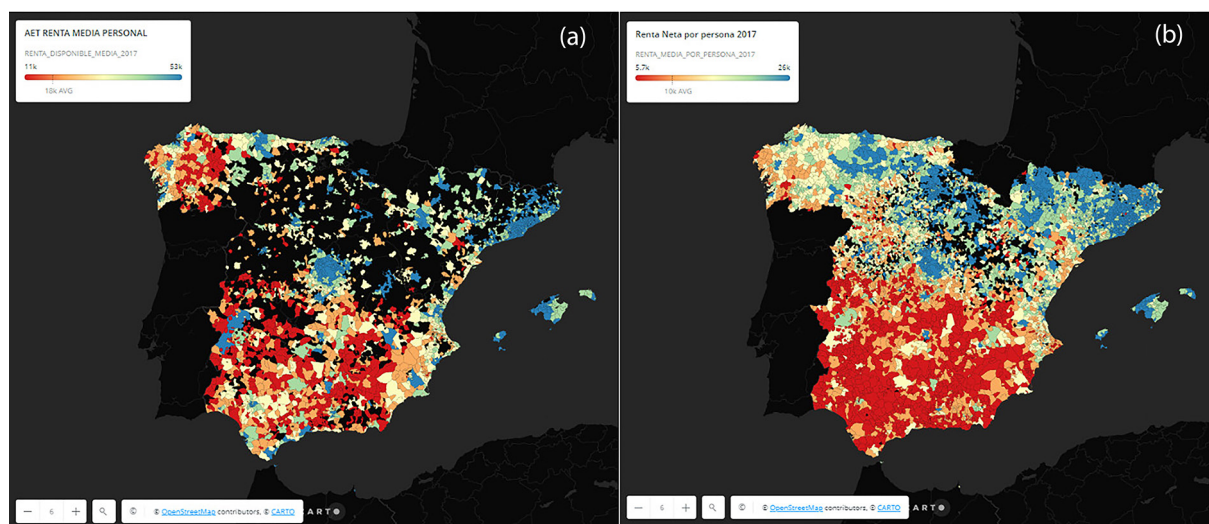 AET RENTA MEDIA PERSONAL
RENTA_DISPONIBLE_MEDIA_2017
11k 53k
18k AVG
(a)
− 6 +
© © OpenStreetMap contributors, © CARTO
CARTO
Renta Neta por persona 2017
RENTA_MEDIA_POR_PERSONA_2017
5.7k 26k
10k AVG
(b)
− 6 +
© © OpenStreetMap contributors, © CARTO
CARTO